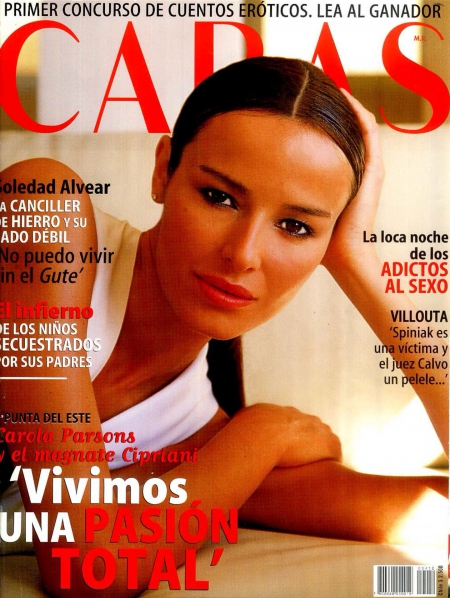 PRIMER CONCURSO DE CUENTOS ERÓTICOS. LEA AL GANADOR
CARAS
M.R.
Soledad Alvear
LA CANCILLER
DE HIERRO Y SU
LADO DÉBIL
'No puedo vivir
sin el Gute'
El infierno
DE LOS NIÑOS
SECUESTRADOS
POR SUS PADRES
La loca noche
de los
ADICTOS
AL SEXO
VILLOUTA
'Spiniak es
una víctima y
el juez Calvo
un pelele...'
PUNTA DEL ESTE
Carola Parsons
y el magnate Cipriani
'Vivimos
UNA PASIÓN
TOTAL'